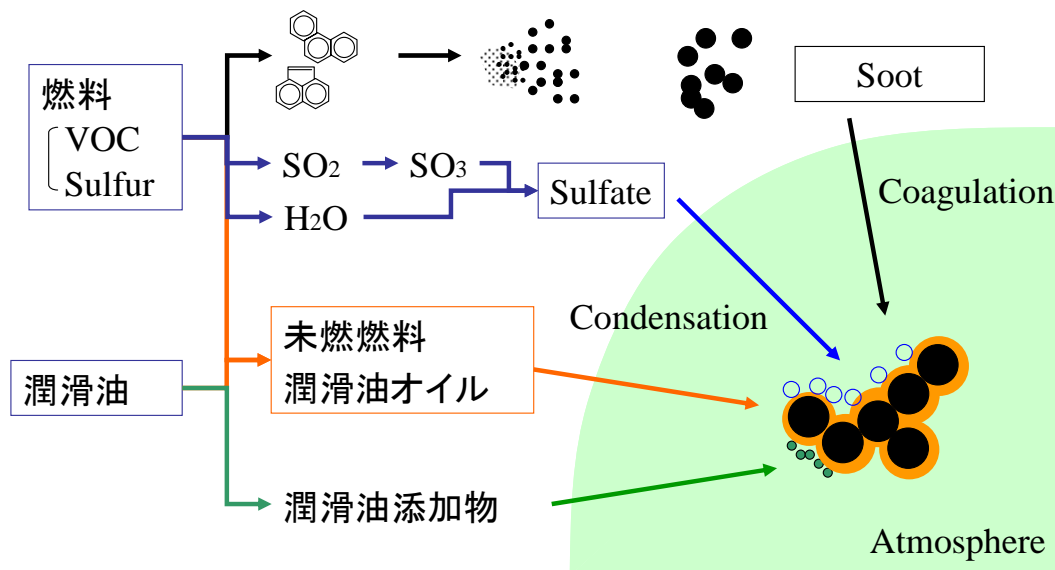 燃料
VOC
Sulfur
SO2
SO3
H2O
Sulfate
Soot
Coagulation
Condensation
未燃燃料
潤滑油オイル
潤滑油
潤滑油添加物
Atmosphere